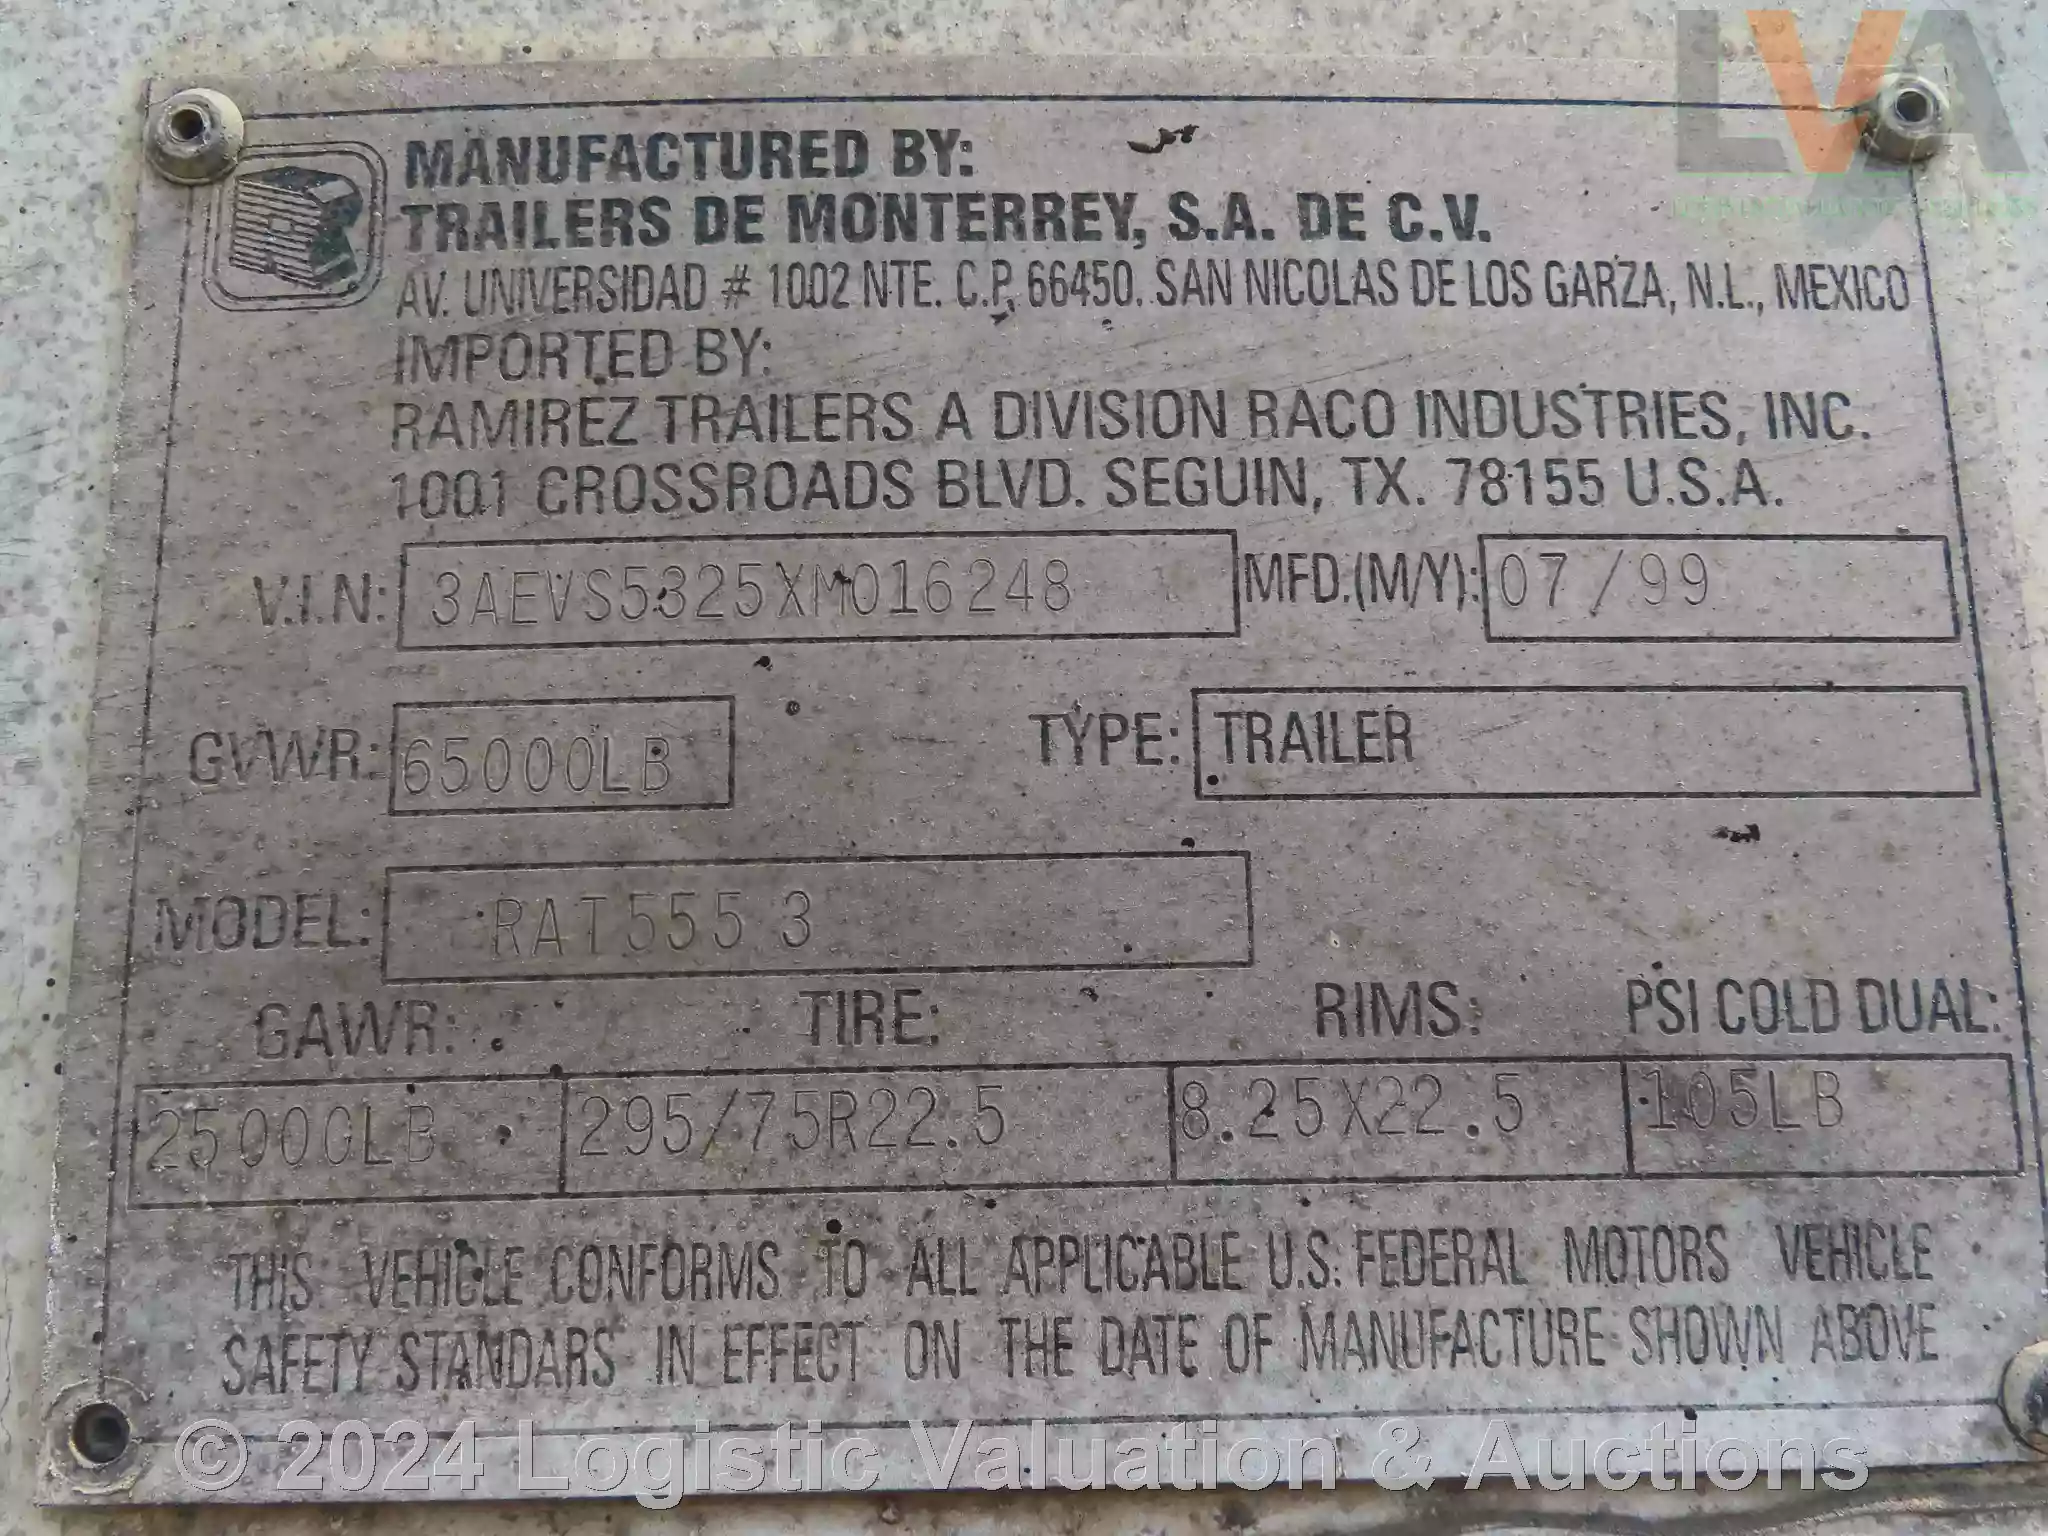 LVA
MANUFACTURED BY:
TRAILERS DE MONTERREY, S.A. DE C.V.
AV. UNIVERSIDAD # 1002 NTE. C.P. 66450. SAN NICOLAS DE LOS GARZA, N.L., MEXICO
IMPORTED BY:
RAMIREZ TRAILERS A DIVISION RACO INDUSTRIES, INC.
1001 CROSSROADS BLVD. SEGUIN, TX. 78155 U.S.A.
V.I.N: 3AEVS5325XM016248 MFD.(M/Y): 07/99
GVWR: 65000LB TYPE: TRAILER
MODEL: RAT555 3
GAWR: TIRE: RIMS: PSI COLD DUAL:
25000LB 295/75R22.5 8.25X22.5 105LB
THIS VEHICLE CONFORMS TO ALL APPLICABLE U.S. FEDERAL MOTORS VEHICLE
SAFETY STANDARS IN EFFECT ON THE DATE OF MANUFACTURE SHOWN ABOVE
© 2024 Logistic Valuation & Auctions